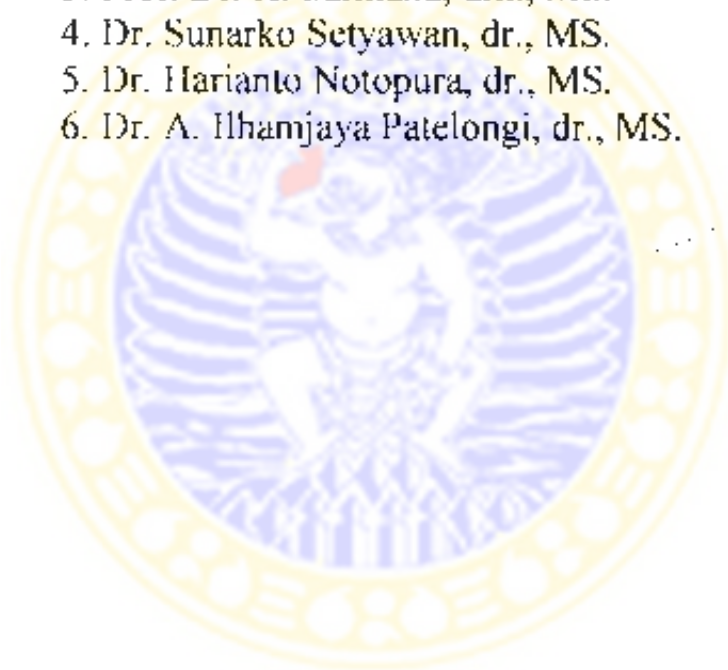 4. Dr. Sunarko Setyawan, dr., MS.
5. Dr. Harianto Notopura, dr., MS.
6. Dr. A. Ilhamjaya Patelongi, dr., MS.